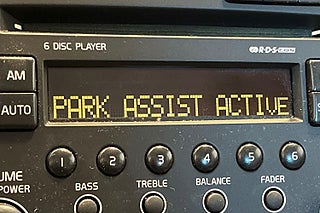 6 DISC PLAYER
R·D·S EON
AM
AUTO
PARK ASSIST ACTIVE
1 2 3 4 5 6
BASS TREBLE BALANCE FADER
POWER